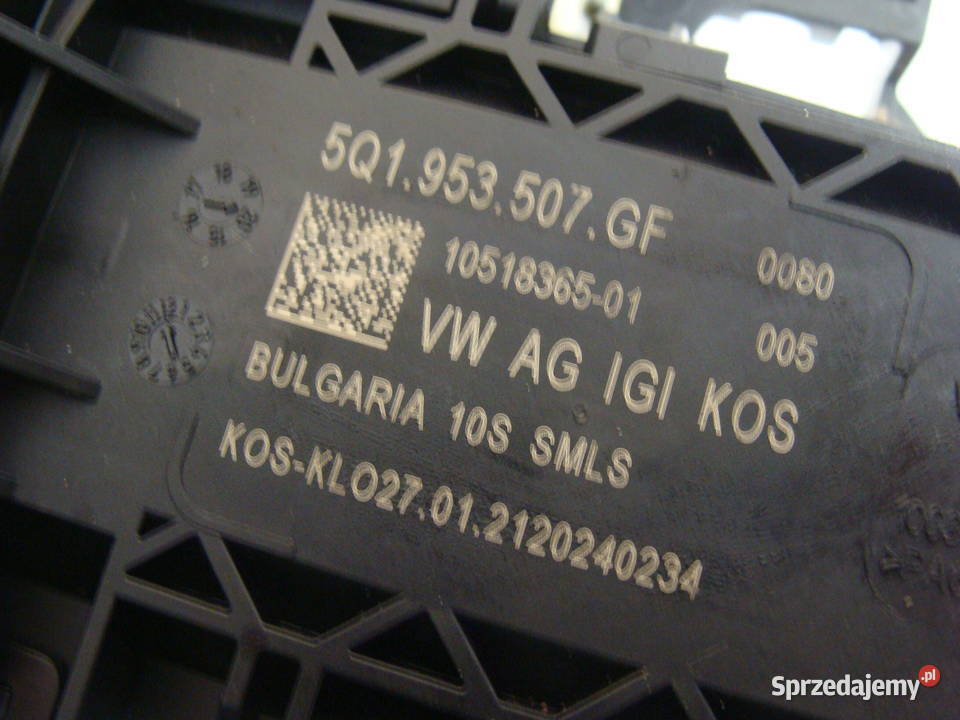 5Q1.953.507.GF
10518365-01
0080
VW AG IGI KOS
005
BULGARIA 10S SMLS
KOS-KLO27.01.2120240234
Sprzedajemy.pl